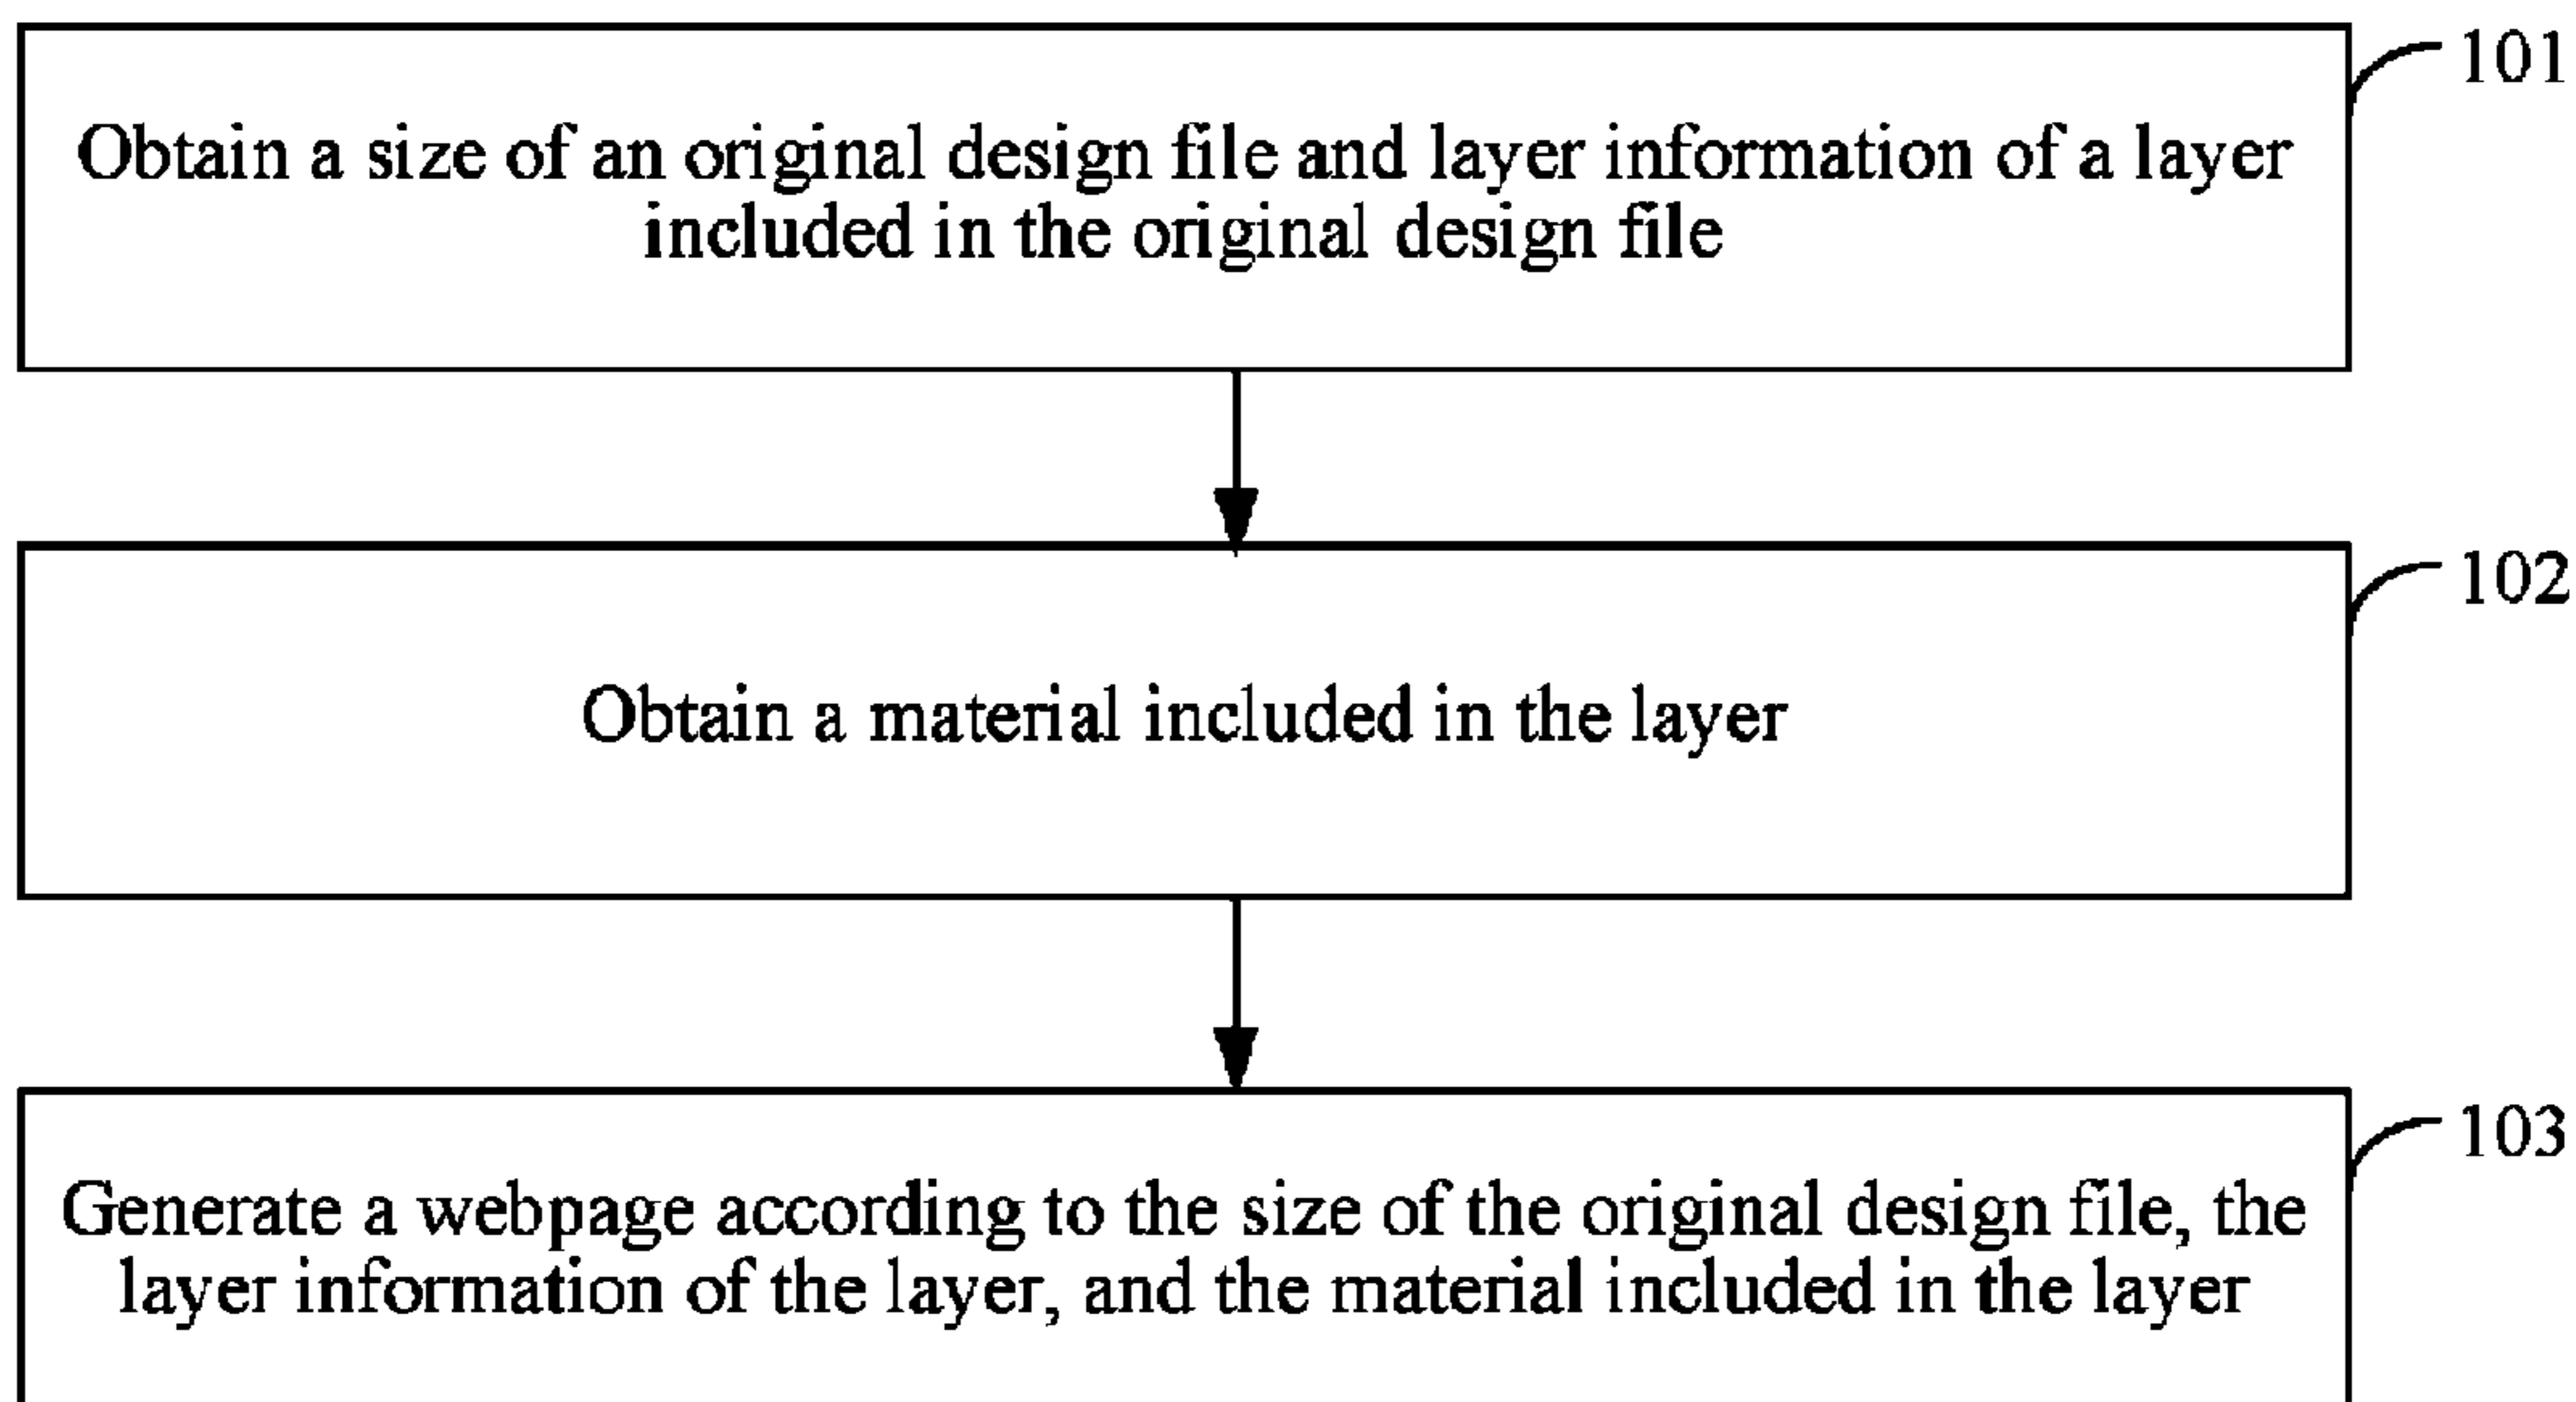 101
Obtain a size of an original design file and layer information of a layer
included in the original design file
102
Obtain a material included in the layer
103
Generate a webpage according to the size of the original design file, the
layer information of the layer, and the material included in the layer